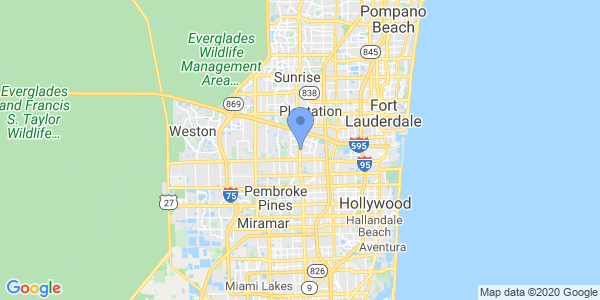 Pompano
Beach
Everglades
Wildlife
Management
Area...
845
Sunrise
838
Everglades
and Francis
S. Taylor
Wildlife...
869
Plantation
Fort
Lauderdale
Weston
595
95
75
27
Pembroke
Pines
Hollywood
Miramar
Hallandale
Beach
Aventura
826
Miami Lakes
9
Google
Map data ©2020 Google